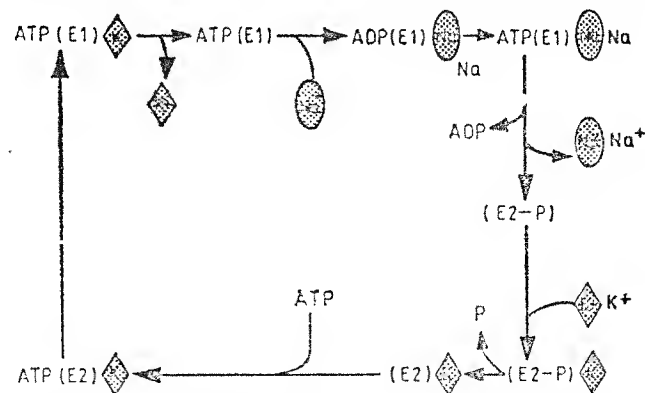 ATP(E1) ATP(E1) ADP(E1) Na ATP(E1) Na
ADP Na+
(E2-P)
ATP P K+
ATP(E2) (E2) (E2-P)